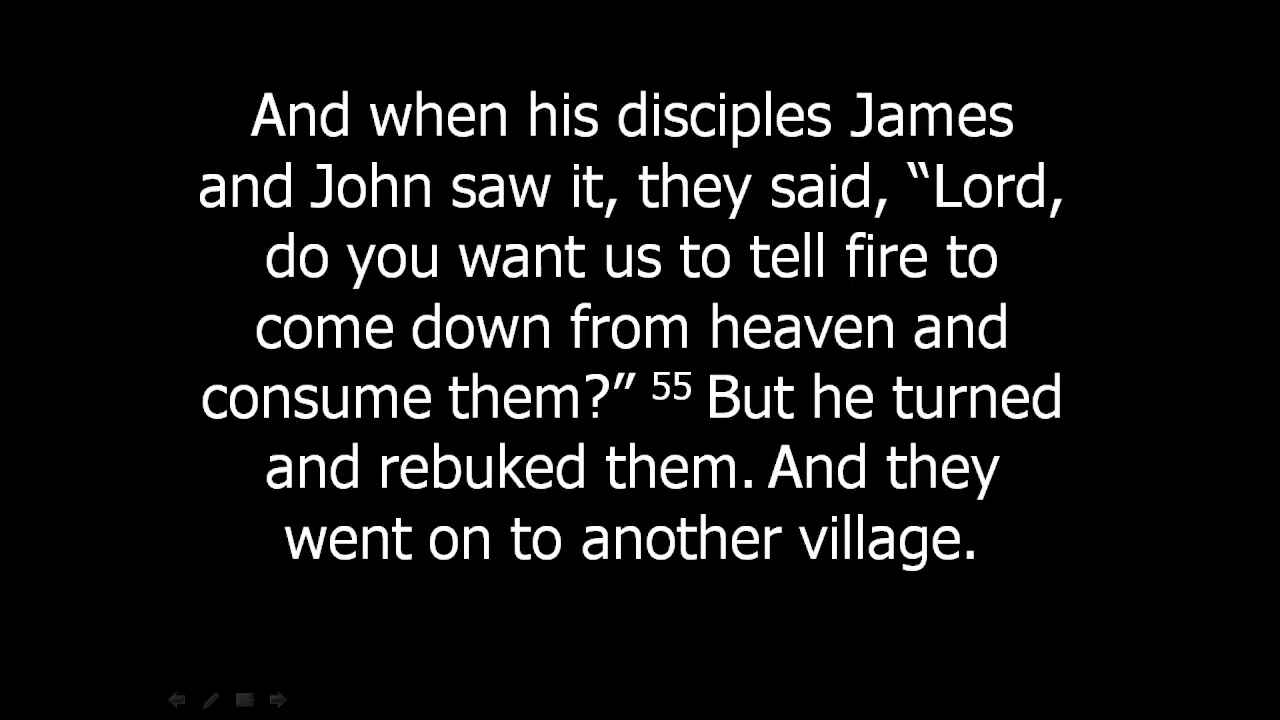 And when his disciples James
and John saw it, they said, “Lord,
do you want us to tell fire to
come down from heaven and
consume them?” 55 But he turned
and rebuked them. And they
went on to another village.